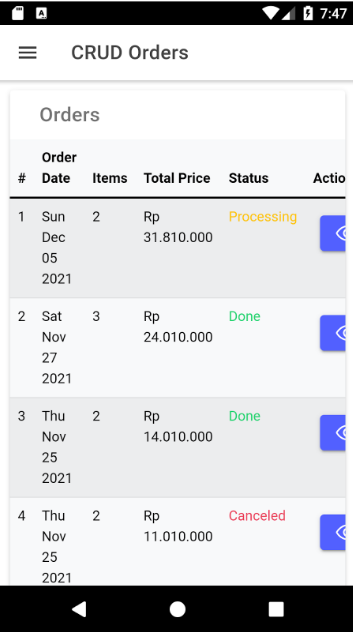 7:47
CRUD Orders
Orders
# Order Date Items Total Price Status Actio
1 Sun Dec 05 2021 2 Rp 31.810.000 Processing
2 Sat Nov 27 2021 3 Rp 24.010.000 Done
3 Thu Nov 25 2021 2 Rp 14.010.000 Done
4 Thu Nov 25 2021 2 Rp 11.010.000 Canceled